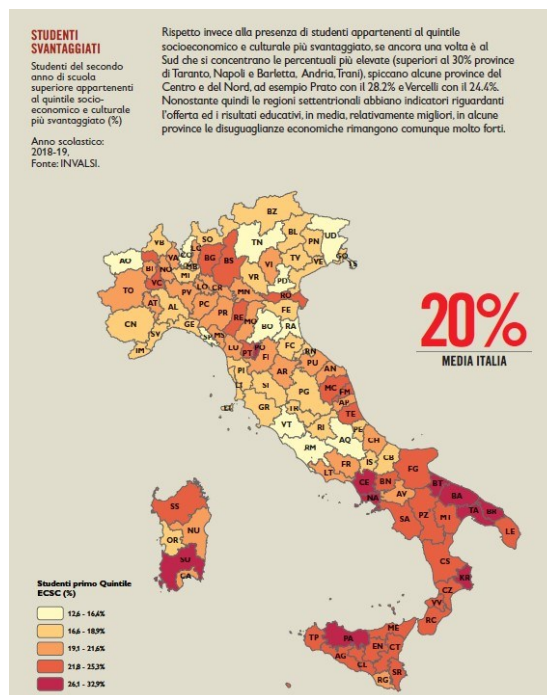 STUDENTI
SVANTAGGIATI
Studenti del secondo
anno di scuola
superiore appartenenti
al quintile socio-
economico e culturale
più svantaggiato (%)
Anno scolastico:
2018-19,
Fonte: INVALSI.
Rispetto invece alla presenza di studenti appartenenti al quintile
socioeconomico e culturale più svantaggiato, se ancora una volta è al
Sud che si concentrano le percentuali più elevate (superiori al 30% province
di Taranto, Napoli e Barletta, Andria, Trani), spiccano alcune province del
Centro e del Nord, ad esempio Prato con il 28.2% e Vercelli con il 24.4%.
Nonostante quindi le regioni settentrionali abbiano indicatori riguardanti
l'offerta ed i risultati educativi, in media, relativamente migliori, in alcune
province le disuguaglianze economiche rimangono comunque molto forti.
BZ
VB SO BL PN UD
AO CO LC TN TV GO
BI VA MB BG BS VI VE TS
NO MI VR PD
TO VC PV LO CR MN RO
AT AL PC PR RE MO FE
CN GE BO RA
SV SP MS FC
IM LU PT PO FI RN
PI AR PU AN
LI SI MC FM
GR PG AP
TR TE
VT RI PE
RM AQ CH
FR IS CB
LT CE BN FG
NA AV BT BA
SA PZ MT TA BR
LE
SS
NU
OR
SU
CA
CS
KR
CZ
VV
RC
TP PA ME
AG EN CT
CL
RG SR
20%
MEDIA ITALIA
Studenti primo Quintile
ECSC (%)
12,6 - 16,4%
16,6 - 18,9%
19,1 - 21,6%
21,8 - 25,3%
26,1 - 32,9%